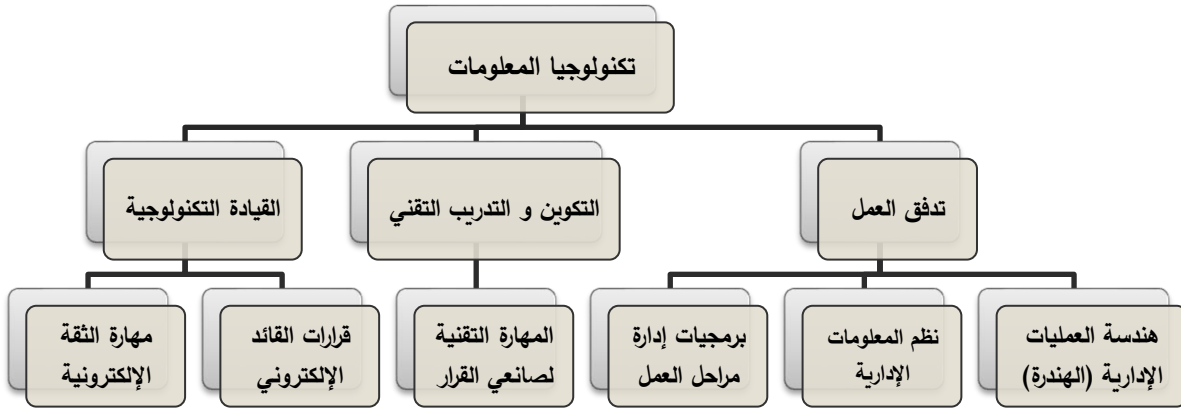 تكنولوجيا المعلومات
تدفق العمل
التكوين و التدريب التقني
القيادة التكنولوجية
هندسة العمليات
الإدارية (الهندرة)
نظم المعلومات
الإدارية
برمجيات إدارة
مراحل العمل
المهارة التقنية
لصانعي القرار
قرارات القائد
الإلكتروني
مهارة الثقة
الإلكترونية